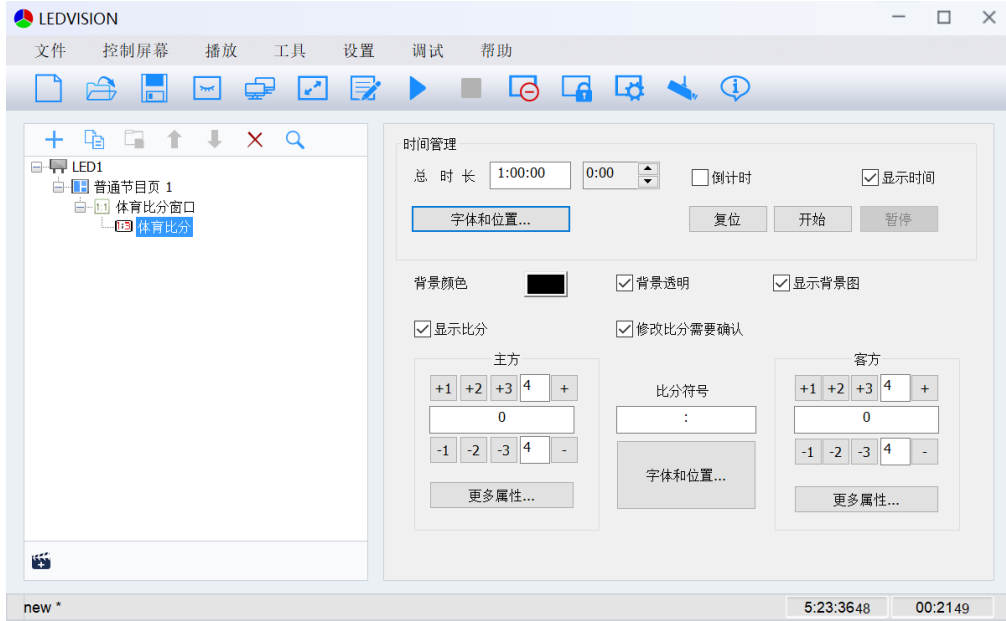 LEDVISION
文件 控制屏幕 播放 工具 设置 调试 帮助
LED1
普通节目页 1
1:1 体育比分窗口
1:3 体育比分
时间管理
总 时 长 1:00:00 0:00 倒计时 显示时间
字体和位置... 复位 开始 暂停
背景颜色 背景透明 显示背景图
显示比分 修改比分需要确认
主方 客方
+1 +2 +3 4 + 比分符号 +1 +2 +3 4 +
0 : 0
-1 -2 -3 4 - 字体和位置... -1 -2 -3 4 -
更多属性... 更多属性...
new * 5:23:3648 00:2149